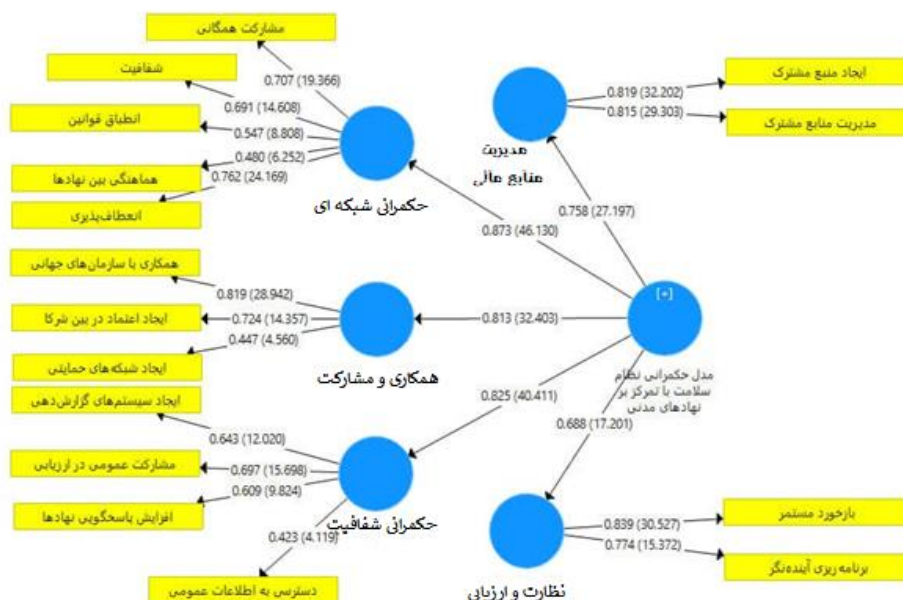 مشارکت همگانی
0.707 (19.366)
شفافیت
0.691 (14.608)
انطباق قوانین
0.547 (8.808)
0.480 (6.252)
هماهنگی بین نهادها
0.762 (24.169)
انعطاف‌پذیری
حکمرانی شبکه ای
ایجاد منبع مشترک
0.819 (32.202)
0.815 (29.303)
مدیریت منابع مشترک
مدیریت
منابع مالی
0.758 (27.197)
0.873 (46.130)
همکاری با سازمان‌های جهانی
0.819 (28.942)
ایجاد اعتماد در بین شرکا
0.724 (14.357)
0.447 (4.560)
ایجاد شبکه‌های حمایتی
همکاری و مشارکت
0.813 (32.403)
[+]
مدل حکمرانی نظام
سلامت با تمرکز بر
نهادهای مدنی
0.825 (40.411)
0.688 (17.201)
ایجاد سیستم‌های گزارش‌دهی
0.643 (12.020)
مشارکت عمومی در ارزیابی
0.697 (15.698)
0.609 (9.824)
افزایش پاسخگویی نهادها
0.423 (4.119)
دسترسی به اطلاعات عمومی
حکمرانی شفافیت
بازخورد مستمر
0.839 (30.527)
0.774 (15.372)
برنامه ریزی آینده‌نگر
نظارت و ارزیابی